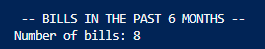 -- BILLS IN THE PAST 6 MONTHS --
Number of bills: 8